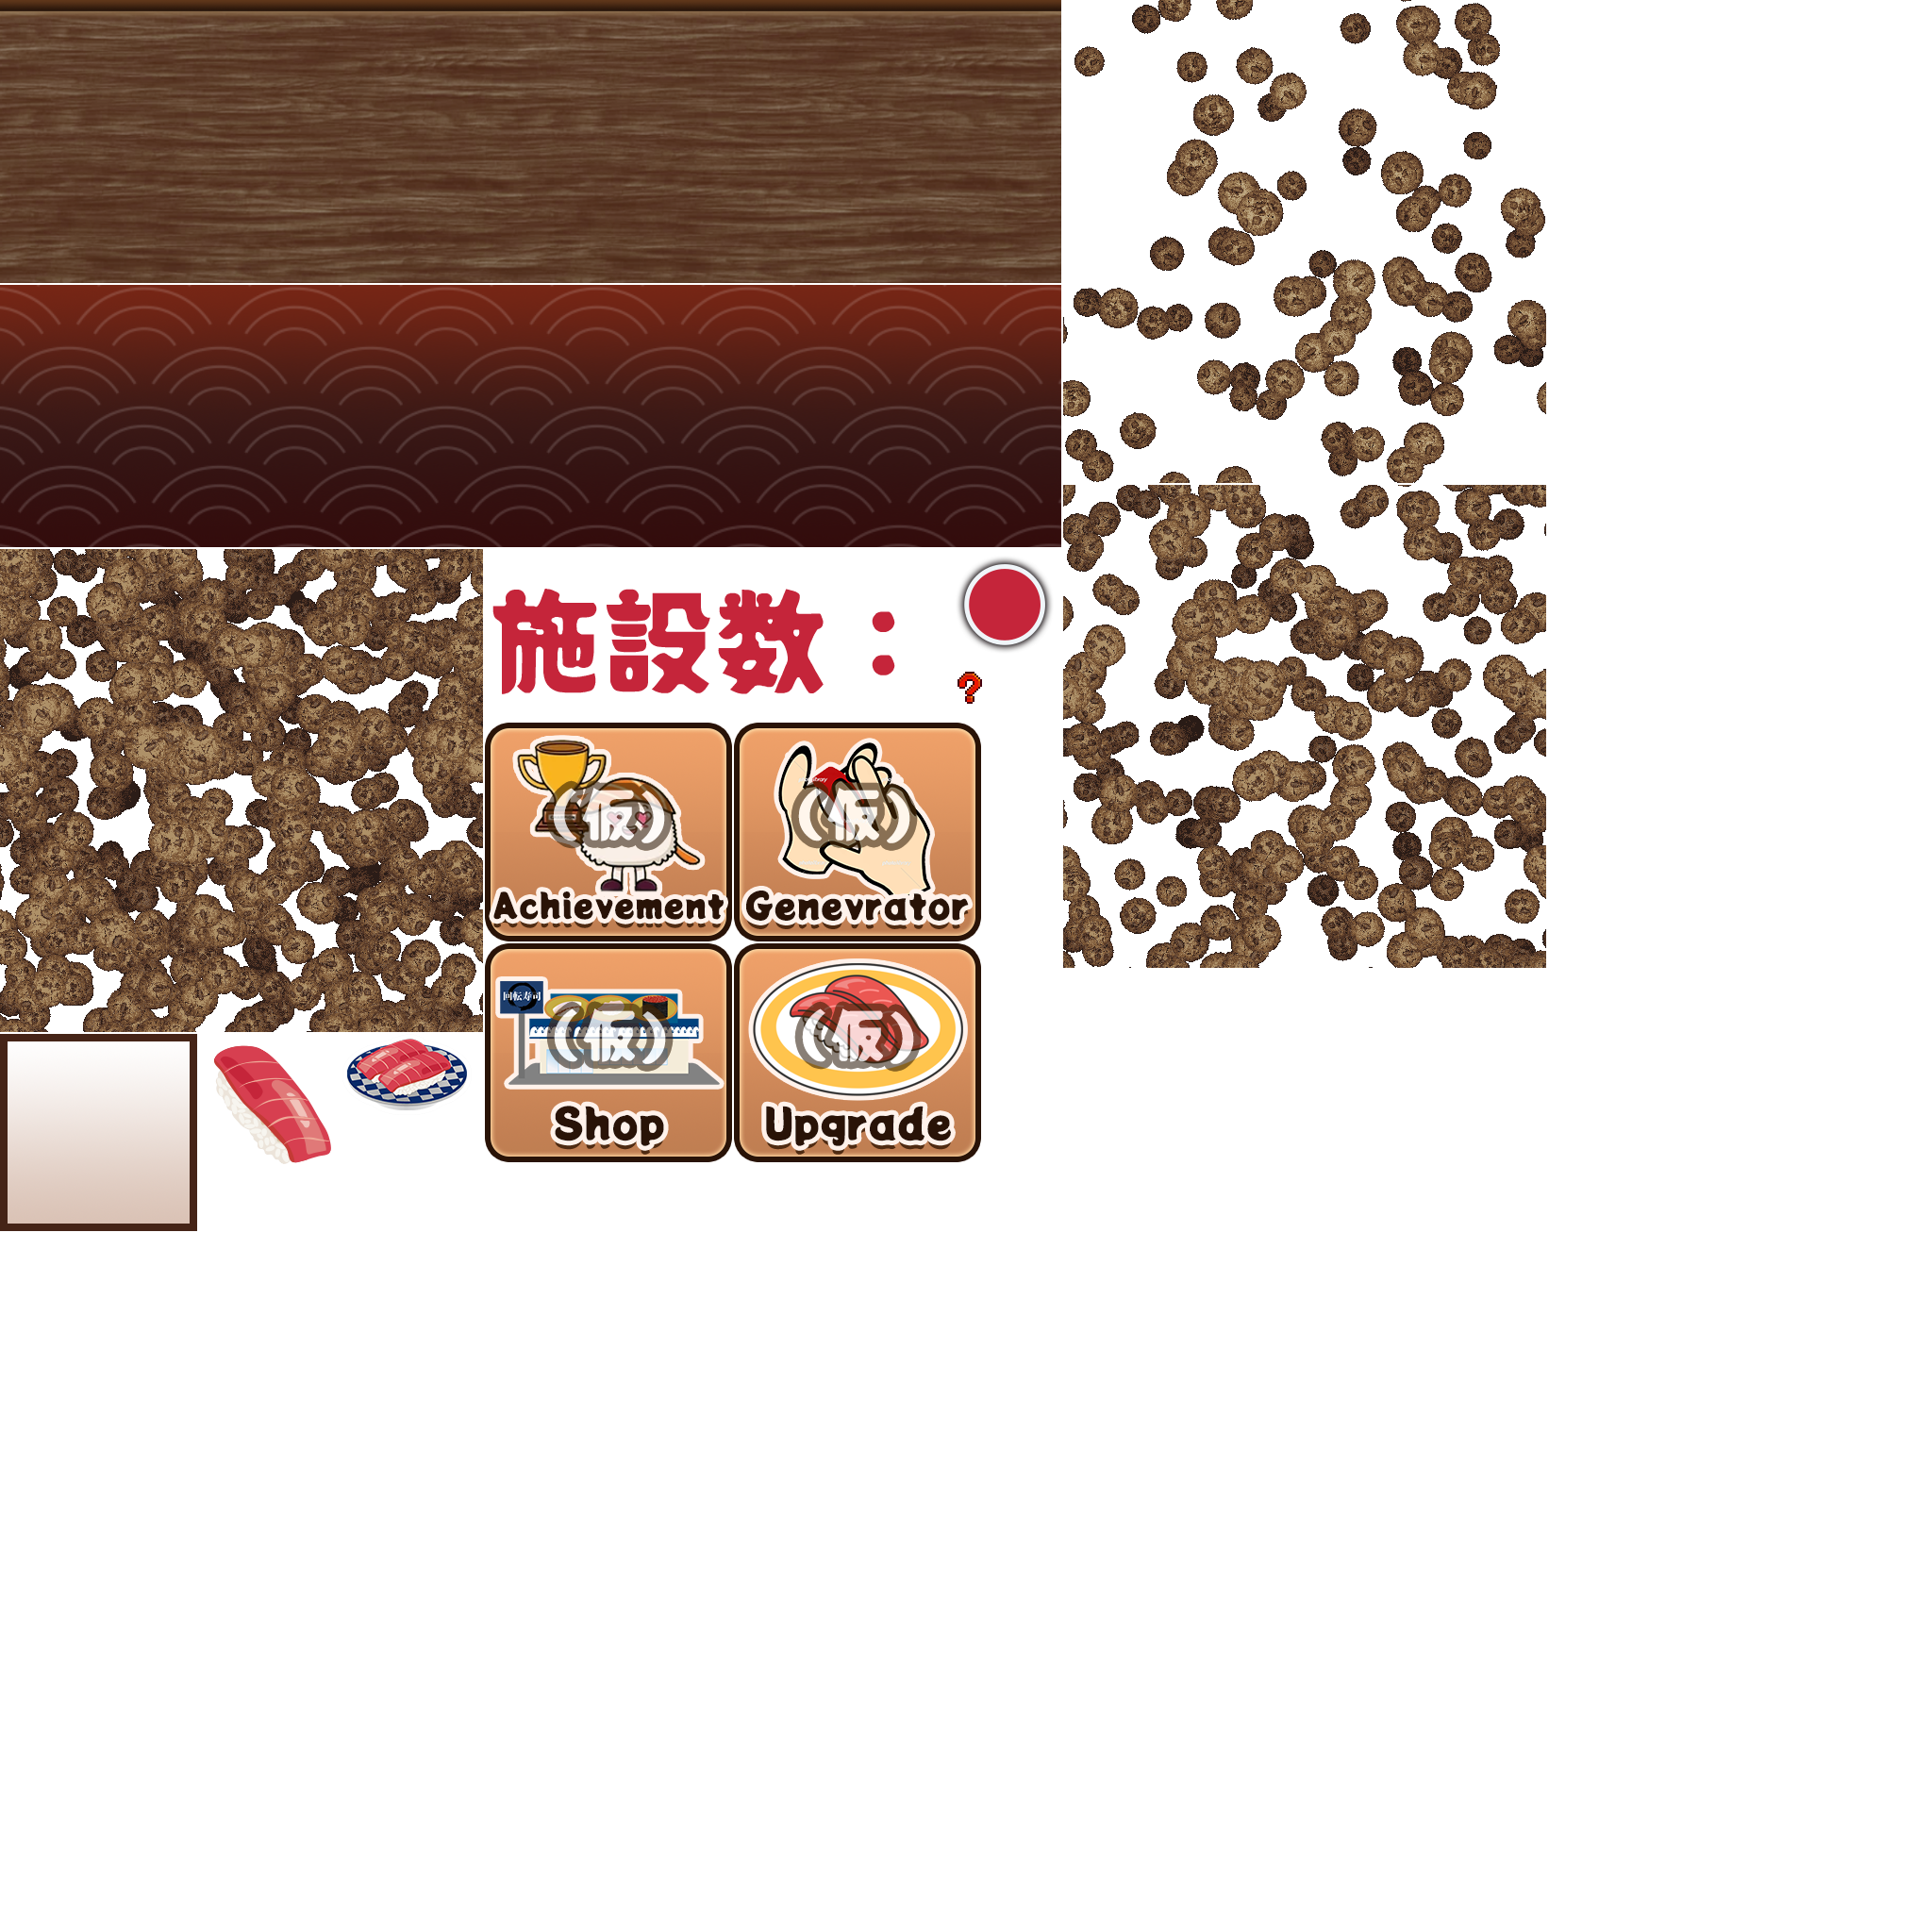 施設数：
?
(仮)
Achievement
(仮)
Genevrator
回転寿司
(仮)
Shop
(仮)
Upgrade